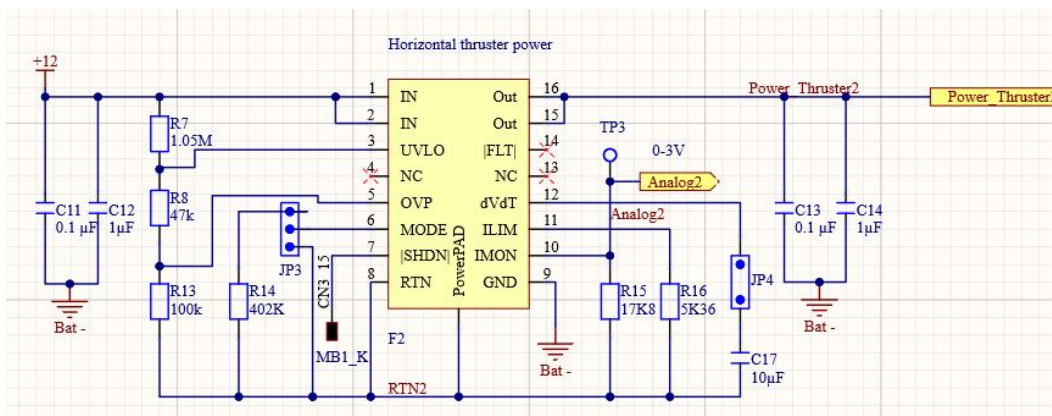 Horizontal thruster power
+12
1 IN Out 16
2 IN Out 15
Power_Thruster2
Power_Thruster
R7
1.05M
3 UVLO |FLT| 14
TP3
0-3V
4 NC NC 13
Analog2
R8
47k
5 OVP dVdT 12
Analog2
C11
0.1 µF
C12
1µF
6 MODE ILIM 11
C13
0.1 µF
C14
1µF
7 |SHDN| IMON 10
JP3
CN3_15
PowerPAD
8 RTN GND 9
JP4
R13
100k
R14
402K
R15
17K8
R16
5K36
Bat -
Bat -
MB1_K
F2
Bat -
C17
10µF
RTN2